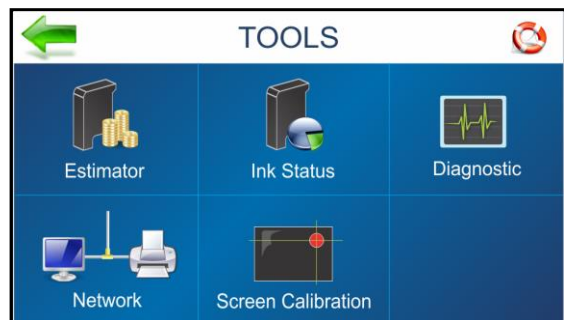 TOOLS
Estimator
Ink Status
Diagnostic
Network
Screen Calibration